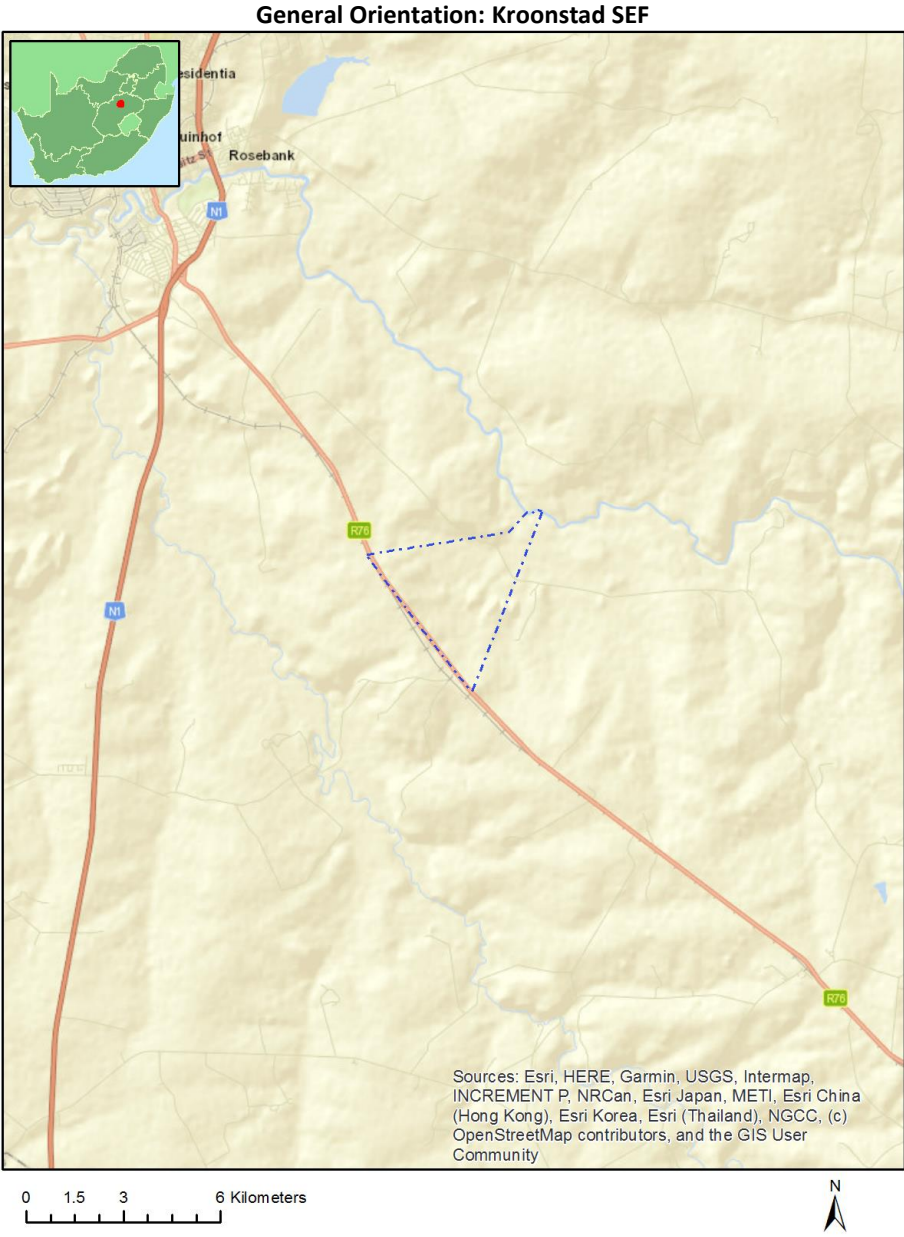 General Orientation: Kroonstad SEF
esidentia
uinhof
Rosebank
N1
R76
N1
R76
Sources: Esri, HERE, Garmin, USGS, Intermap,
INCREMENT P, NRCan, Esri Japan, METI, Esri China
(Hong Kong), Esri Korea, Esri (Thailand), NGCC, (c)
OpenStreetMap contributors, and the GIS User
Community
0 1.5 3 6 Kilometers
N